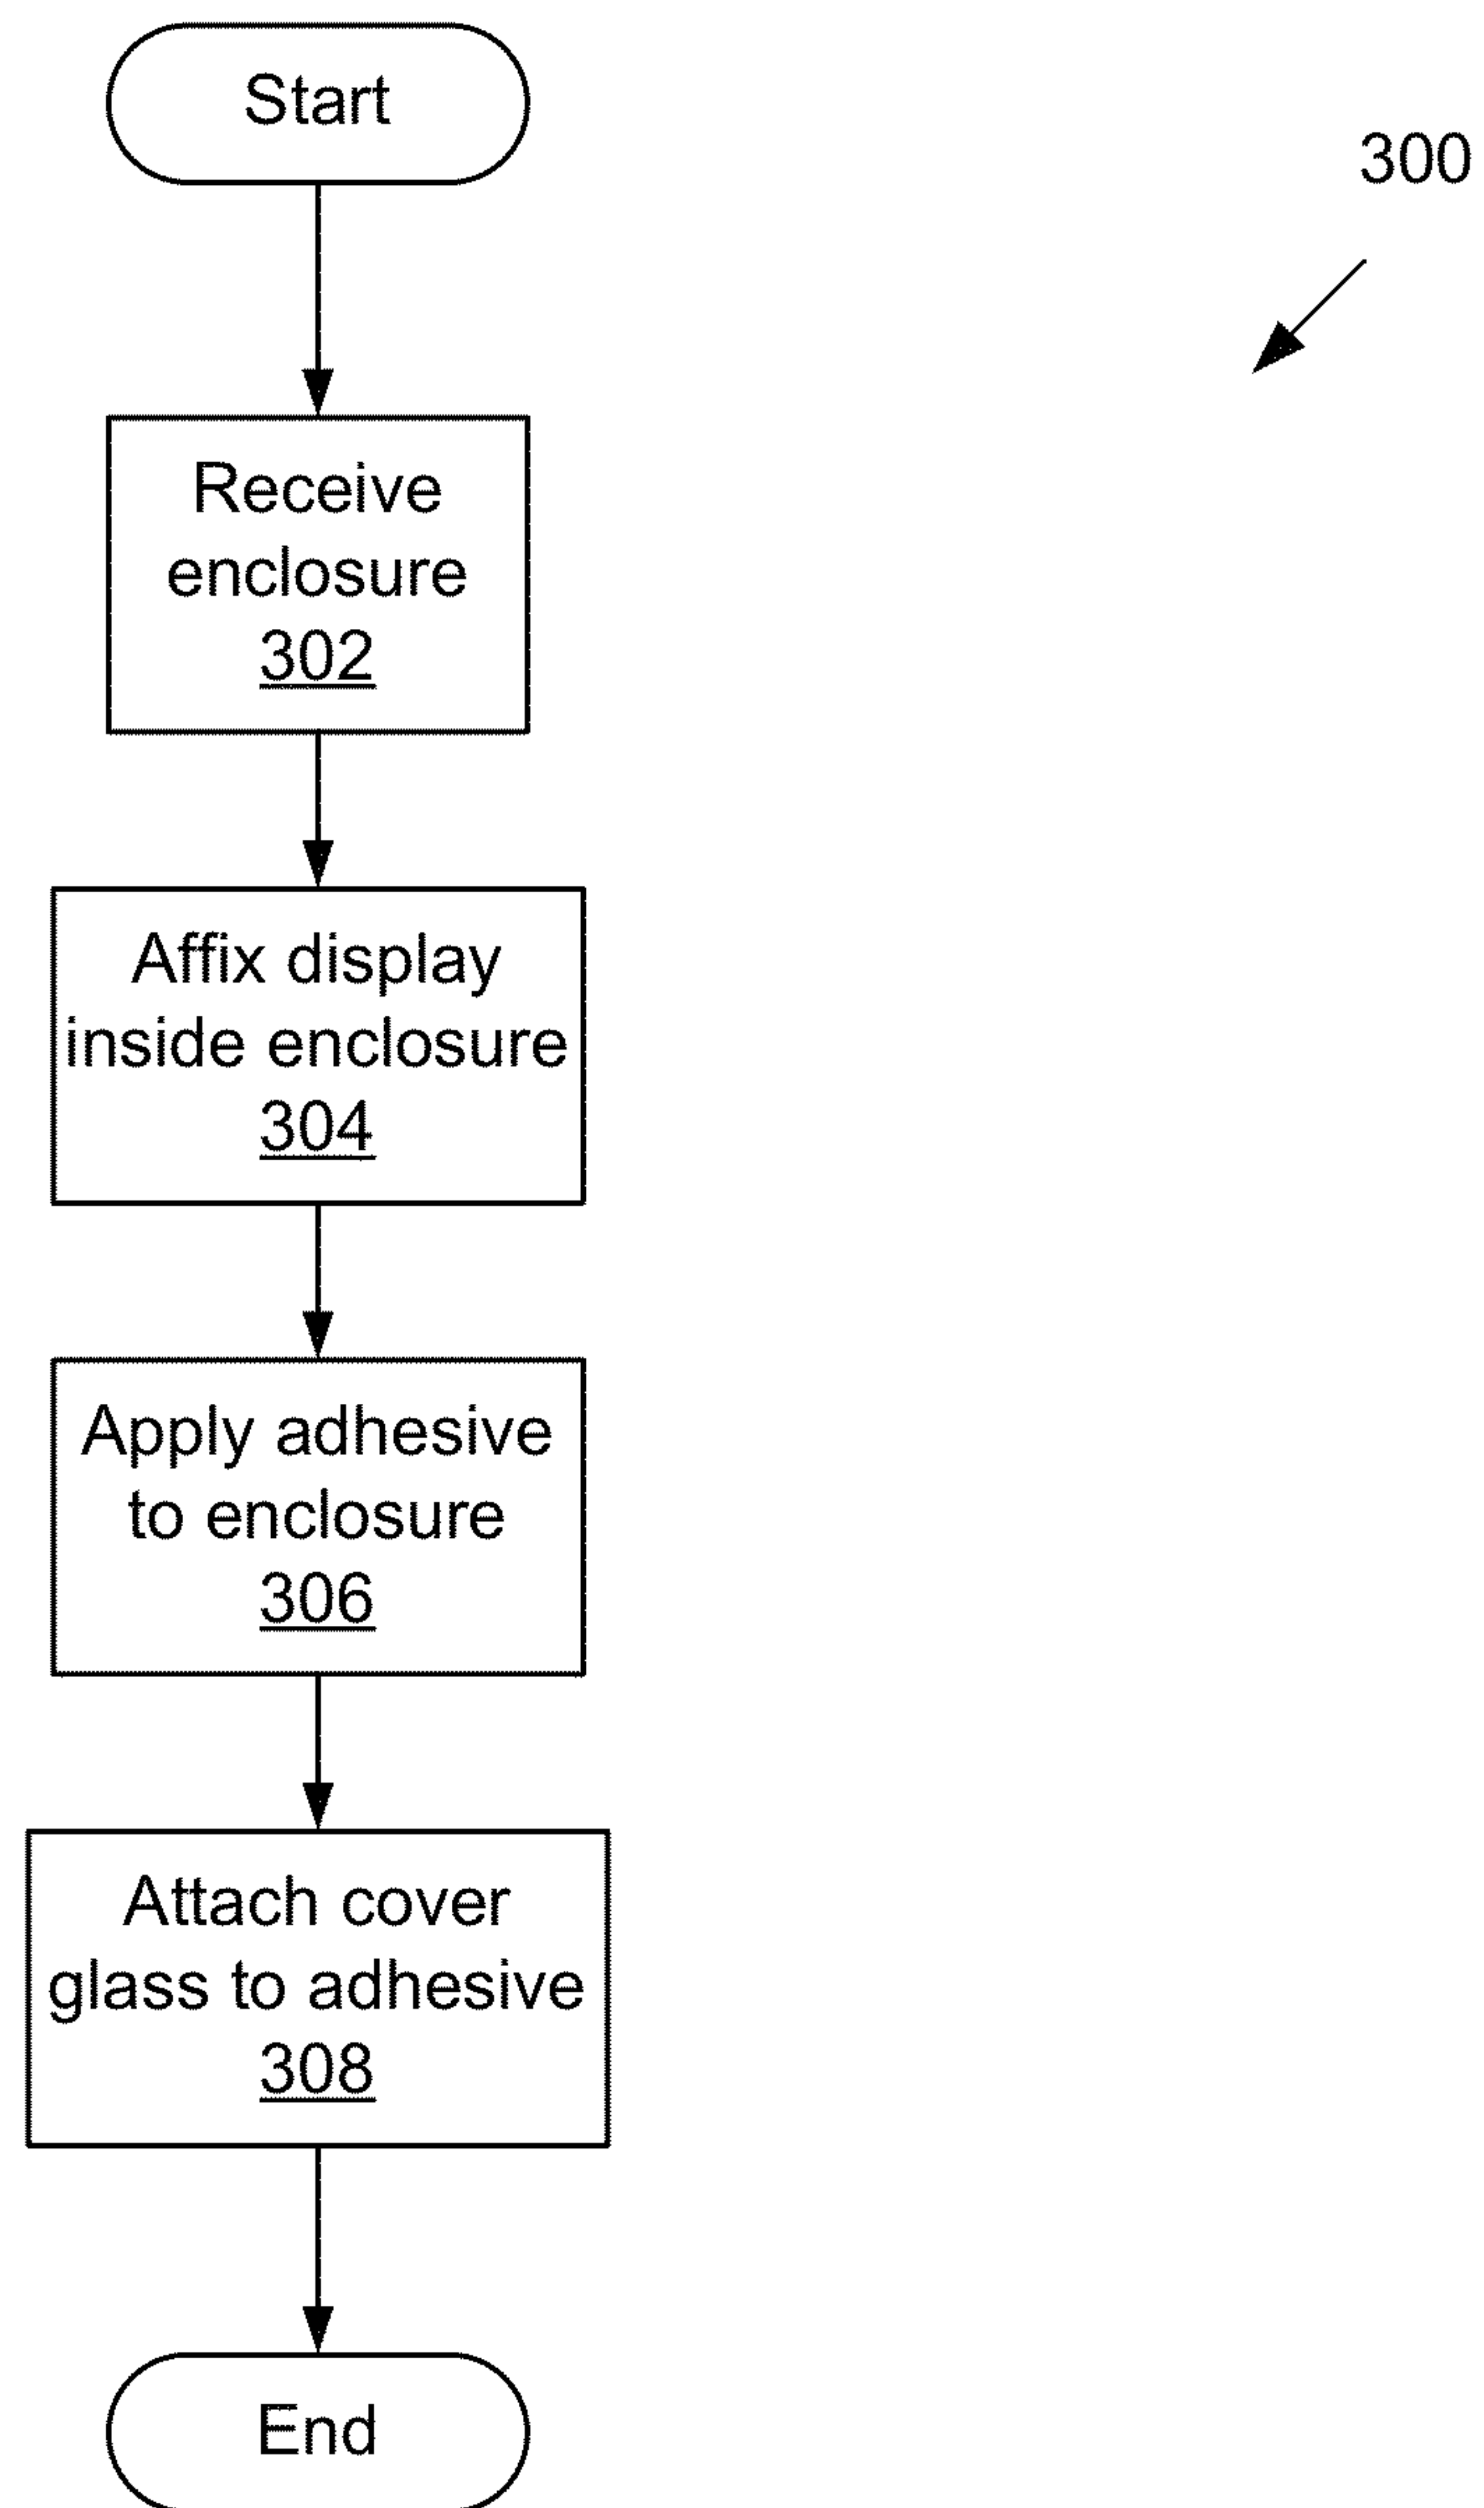 Start
300
Receive
enclosure
302
Affix display
inside enclosure
304
Apply adhesive
to enclosure
306
Attach cover
glass to adhesive
308
End